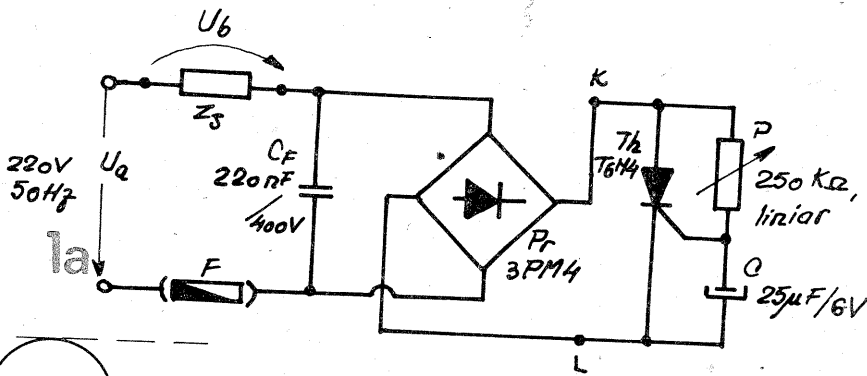 Ub
Zs
220V
50Hz
Ua
CF
220nF
/400V
1a
F
Pr
3PM4
K
L
Th
T6N4
P
250 KΩ,
liniar
C
25µF/6V